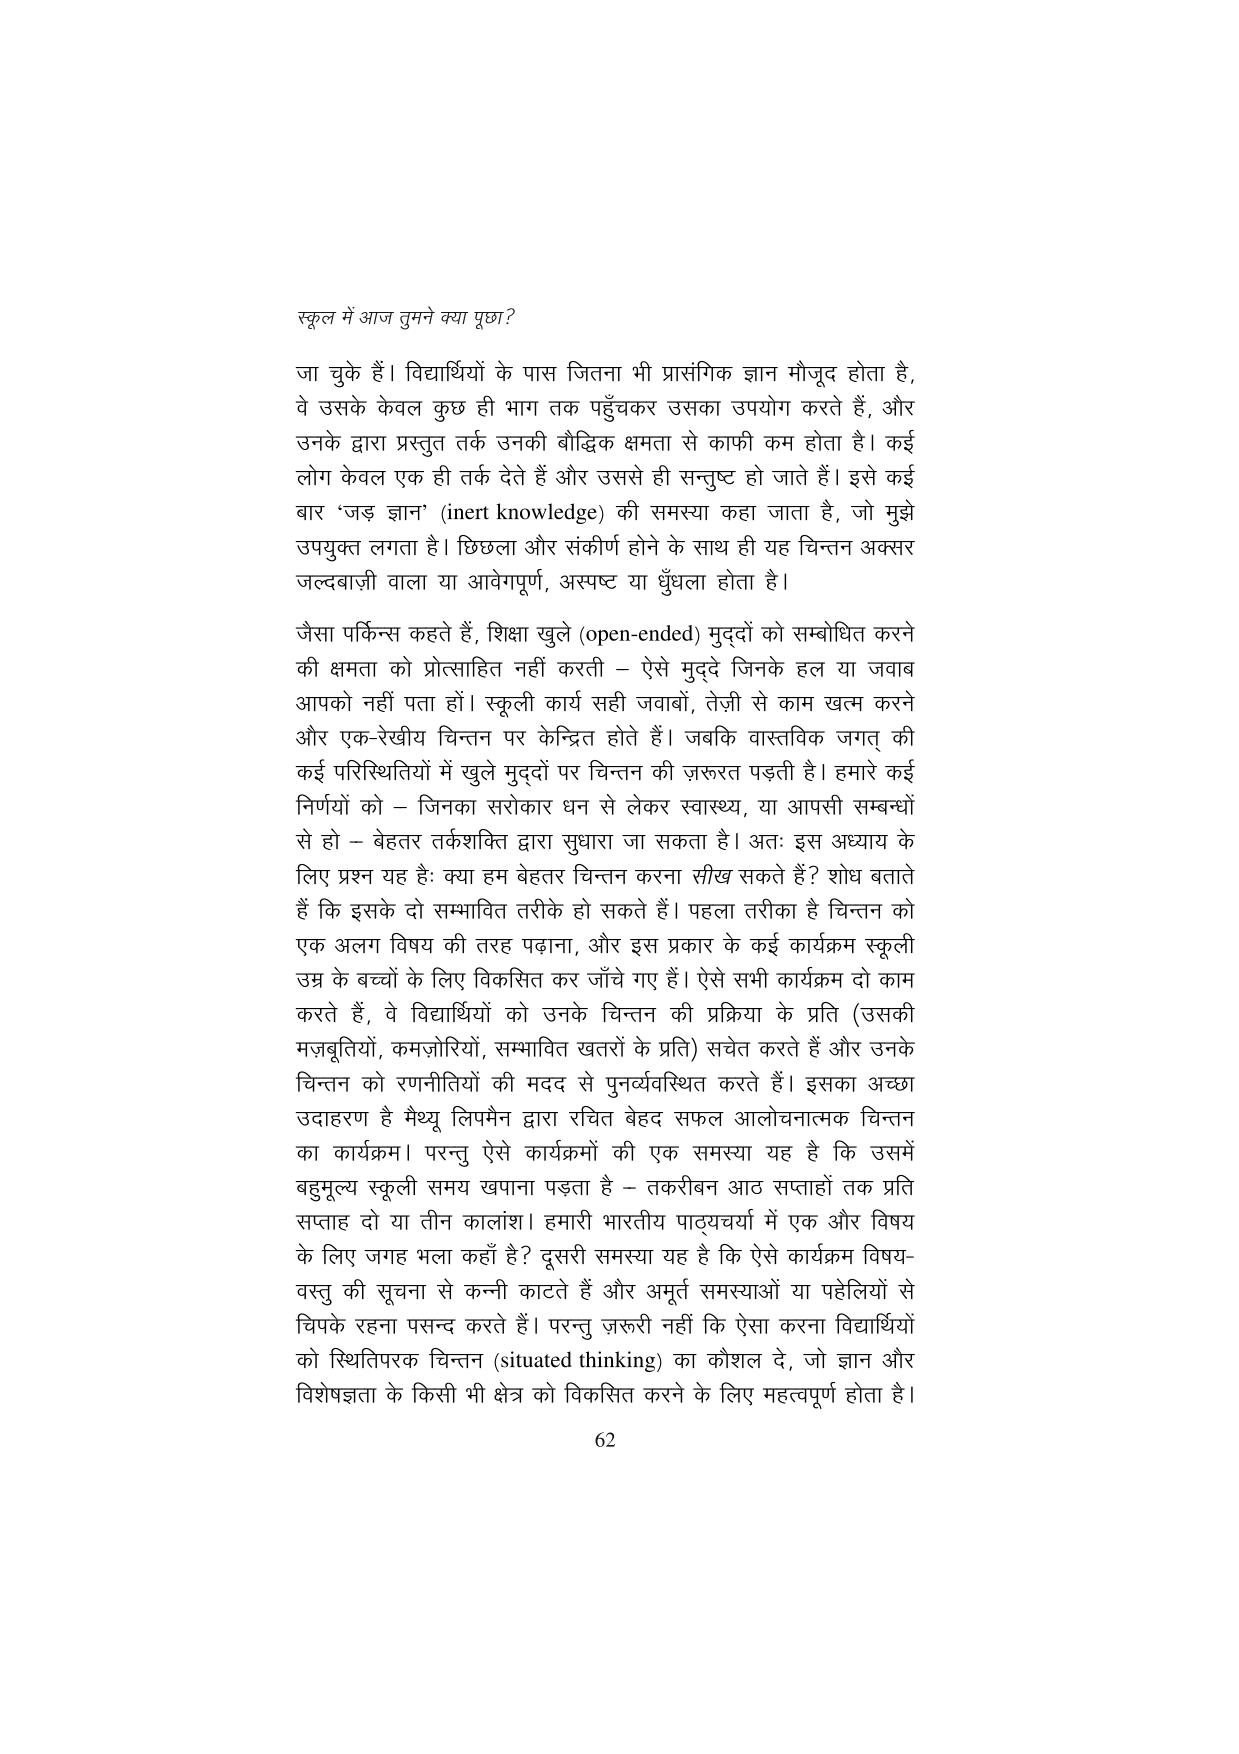 स्कूल में आज तुमने क्या पूछा?
जा चुके हैं। विद्यार्थियों के पास जितना भी प्रासंगिक ज्ञान मौजूद होता है,
वे उसके केवल कुछ ही भाग तक पहुँचकर उसका उपयोग करते हैं, और
उनके द्वारा प्रस्तुत तर्क उनकी बौद्धिक क्षमता से काफी कम होता है। कई
लोग केवल एक ही तर्क देते हैं और उससे ही सन्तुष्ट हो जाते हैं। इसे कई
बार ‘जड़ ज्ञान’ (inert knowledge) की समस्या कहा जाता है, जो मुझे
उपयुक्त लगता है। छिछला और संकीर्ण होने के साथ ही यह चिन्तन अक्सर
जल्दबाज़ी वाला या आवेगपूर्ण, अस्पष्ट या धुँधला होता है।
जैसा पर्किन्स कहते हैं, शिक्षा खुले (open-ended) मुद्‌दों को सम्बोधित करने
की क्षमता को प्रोत्साहित नहीं करती – ऐसे मुद्‌दे जिनके हल या जवाब
आपको नहीं पता हों। स्कूली कार्य सही जवाबों, तेज़ी से काम खत्म करने
और एक-रेखीय चिन्तन पर केन्द्रित होते हैं। जबकि वास्तविक जगत् की
कई परिस्थितियों में खुले मुद्‌दों पर चिन्तन की ज़रूरत पड़ती है। हमारे कई
निर्णयों को – जिनका सरोकार धन से लेकर स्वास्थ्य, या आपसी सम्बन्धों
से हो – बेहतर तर्कशक्ति द्वारा सुधारा जा सकता है। अतः इस अध्याय के
लिए प्रश्न यह हैः क्या हम बेहतर चिन्तन करना सीख सकते हैं? शोध बताते
हैं कि इसके दो सम्भावित तरीके हो सकते हैं। पहला तरीका है चिन्तन को
एक अलग विषय की तरह पढ़ाना, और इस प्रकार के कई कार्यक्रम स्कूली
उम्र के बच्चों के लिए विकसित कर जाँचे गए हैं। ऐसे सभी कार्यक्रम दो काम
करते हैं, वे विद्यार्थियों को उनके चिन्तन की प्रक्रिया के प्रति (उसकी
मज़बूतियों, कमज़ोरियों, सम्भावित खतरों के प्रति) सचेत करते हैं और उनके
चिन्तन को रणनीतियों की मदद से पुनर्व्यवस्थित करते हैं। इसका अच्छा
उदाहरण है मैथ्यू लिपमैन द्वारा रचित बेहद सफल आलोचनात्मक चिन्तन
का कार्यक्रम। परन्तु ऐसे कार्यक्रमों की एक समस्या यह है कि उसमें
बहुमूल्य स्कूली समय खपाना पड़ता है – तकरीबन आठ सप्ताहों तक प्रति
सप्ताह दो या तीन कालांश। हमारी भारतीय पाठ्‌यचर्या में एक और विषय
के लिए जगह भला कहाँ है? दूसरी समस्या यह है कि ऐसे कार्यक्रम विषय-
वस्तु की सूचना से कन्नी काटते हैं और अमूर्त समस्याओं या पहेलियों से
चिपके रहना पसन्द करते हैं। परन्तु ज़रूरी नहीं कि ऐसा करना विद्यार्थियों
को स्थितिपरक चिन्तन (situated thinking) का कौशल दे, जो ज्ञान और
विशेषज्ञता के किसी भी क्षेत्र को विकसित करने के लिए महत्वपूर्ण होता है।
62